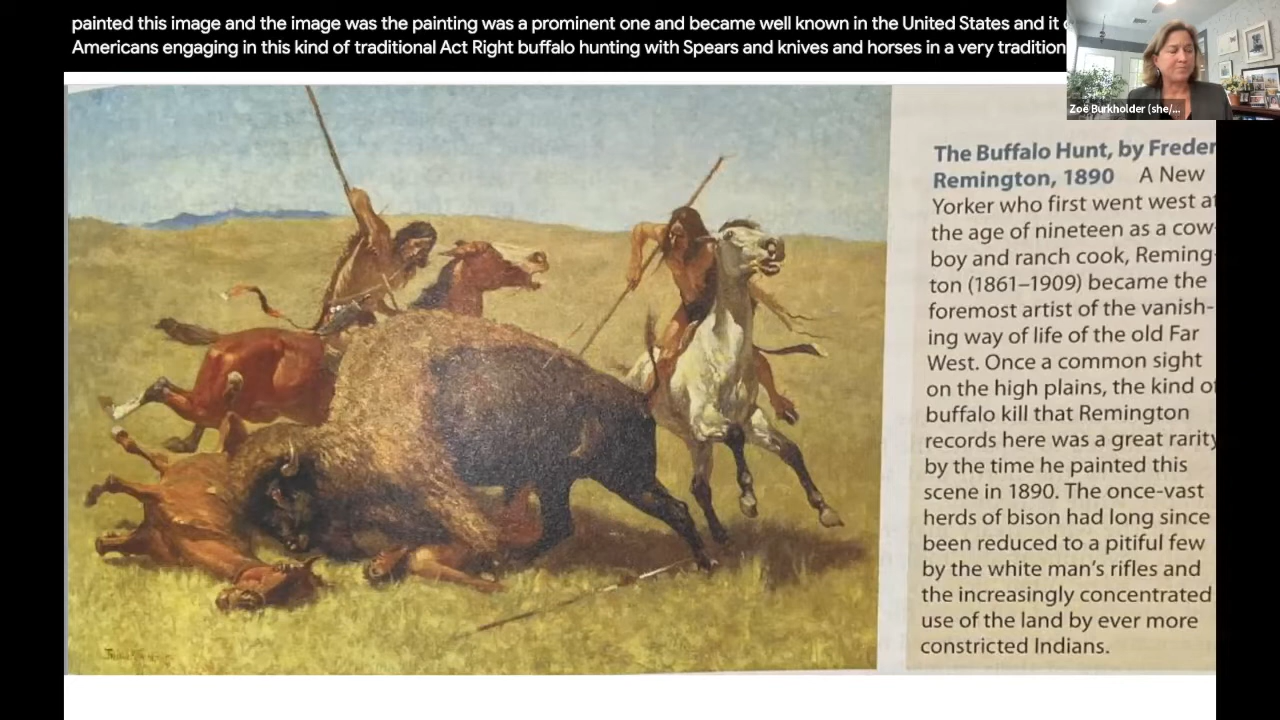 painted this image and the image was the painting was a prominent one and became well known in the United States and it
Americans engaging in this kind of traditional Act Right buffalo hunting with Spears and knives and horses in a very tradition
Zoë Burkholder (she/...
The Buffalo Hunt, by Freder
Remington, 1890 A New
Yorker who first went west at
the age of nineteen as a cow-
boy and ranch cook, Reming-
ton (1861–1909) became the
foremost artist of the vanish-
ing way of life of the old Far
West. Once a common sight
on the high plains, the kind of
buffalo kill that Remington
records here was a great rarity
by the time he painted this
scene in 1890. The once-vast
herds of bison had long since
been reduced to a pitiful few
by the white man's rifles and
the increasingly concentrated
use of the land by ever more
constricted Indians.